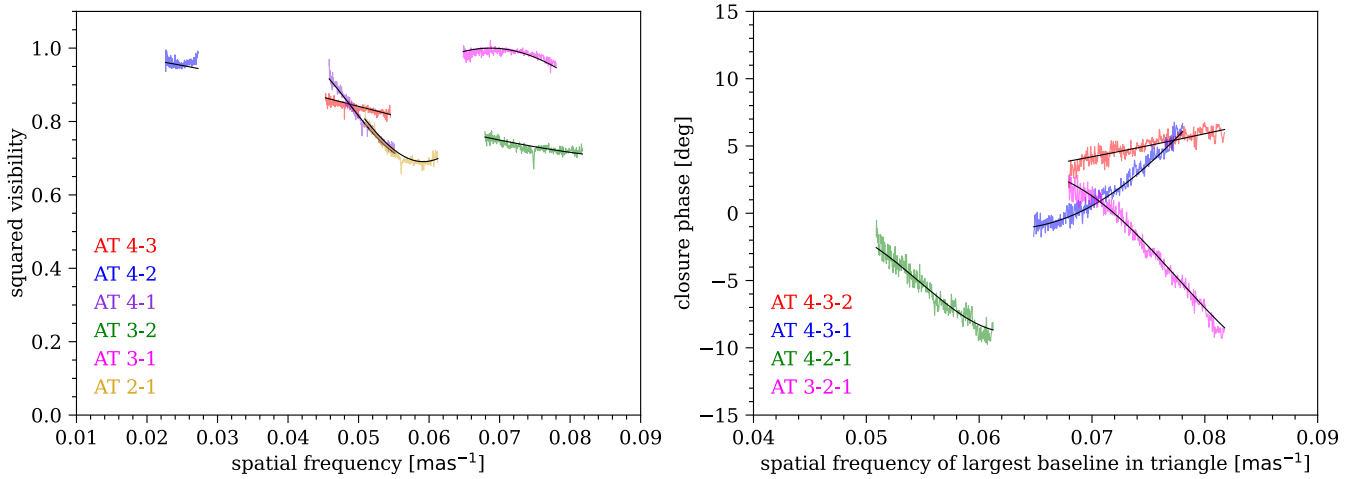 1.0
0.8
0.6
0.4
0.2
0.0
squared visibility
AT 4-3
AT 4-2
AT 4-1
AT 3-2
AT 3-1
AT 2-1
0.01 0.02 0.03 0.04 0.05 0.06 0.07 0.08 0.09
spatial frequency [mas⁻¹]
15
10
5
0
−5
−10
−15
closure phase [deg]
AT 4-3-2
AT 4-3-1
AT 4-2-1
AT 3-2-1
0.04 0.05 0.06 0.07 0.08 0.09
spatial frequency of largest baseline in triangle [mas⁻¹]